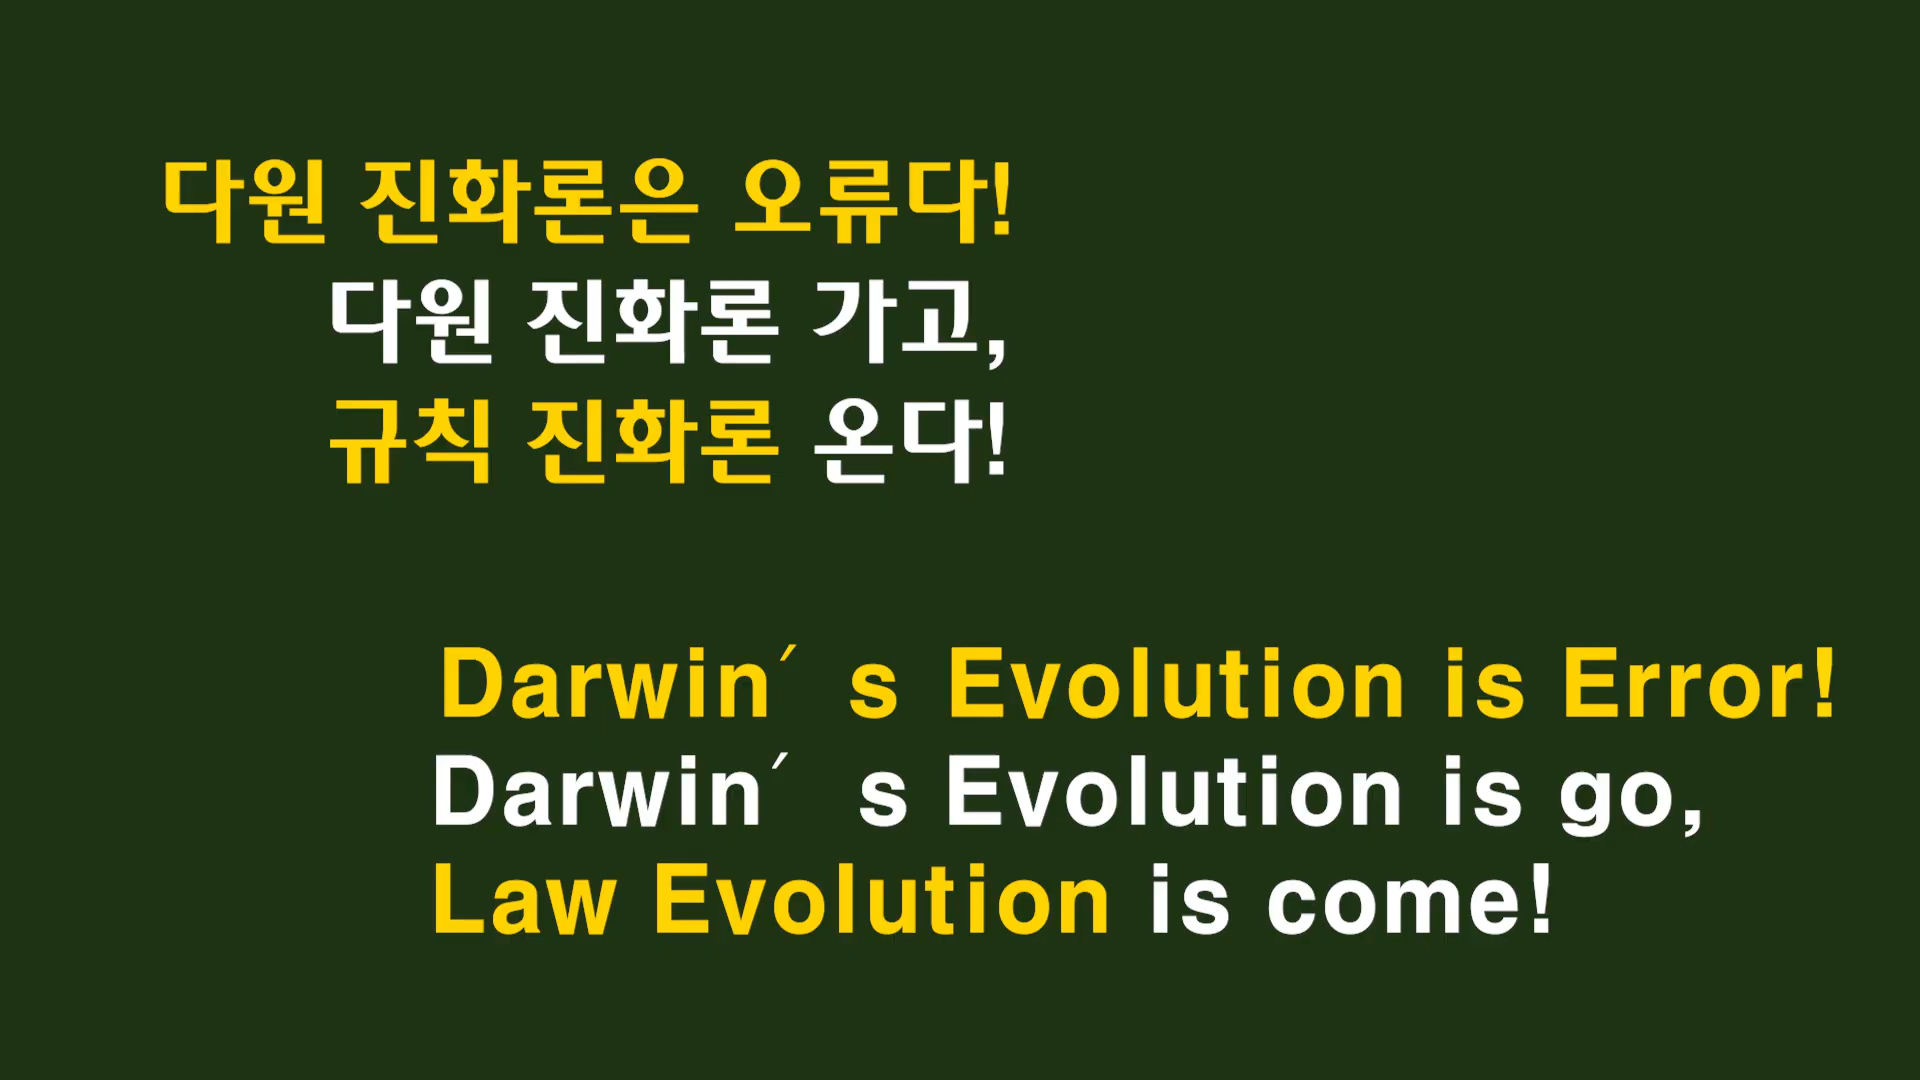 다윈 진화론은 오류다!
다윈 진화론 가고,
규칙 진화론 온다!
Darwin′ s Evolution is Error!
Darwin′ s Evolution is go,
Law Evolution is come!